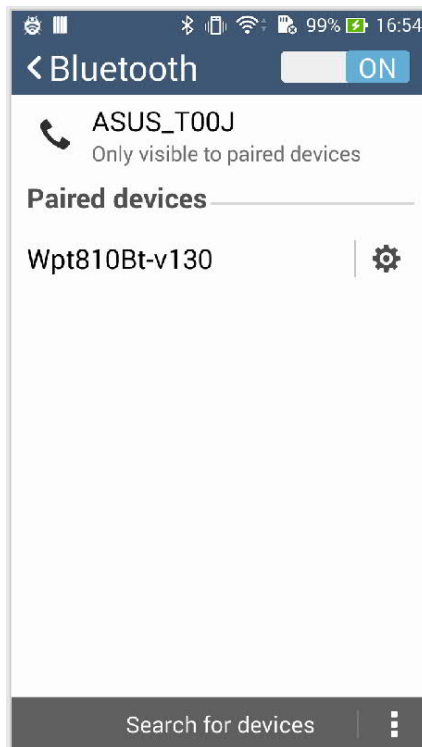 99% 16:54
Bluetooth ON
ASUS_T00J
Only visible to paired devices
Paired devices
Wpt810Bt-v130
Search for devices